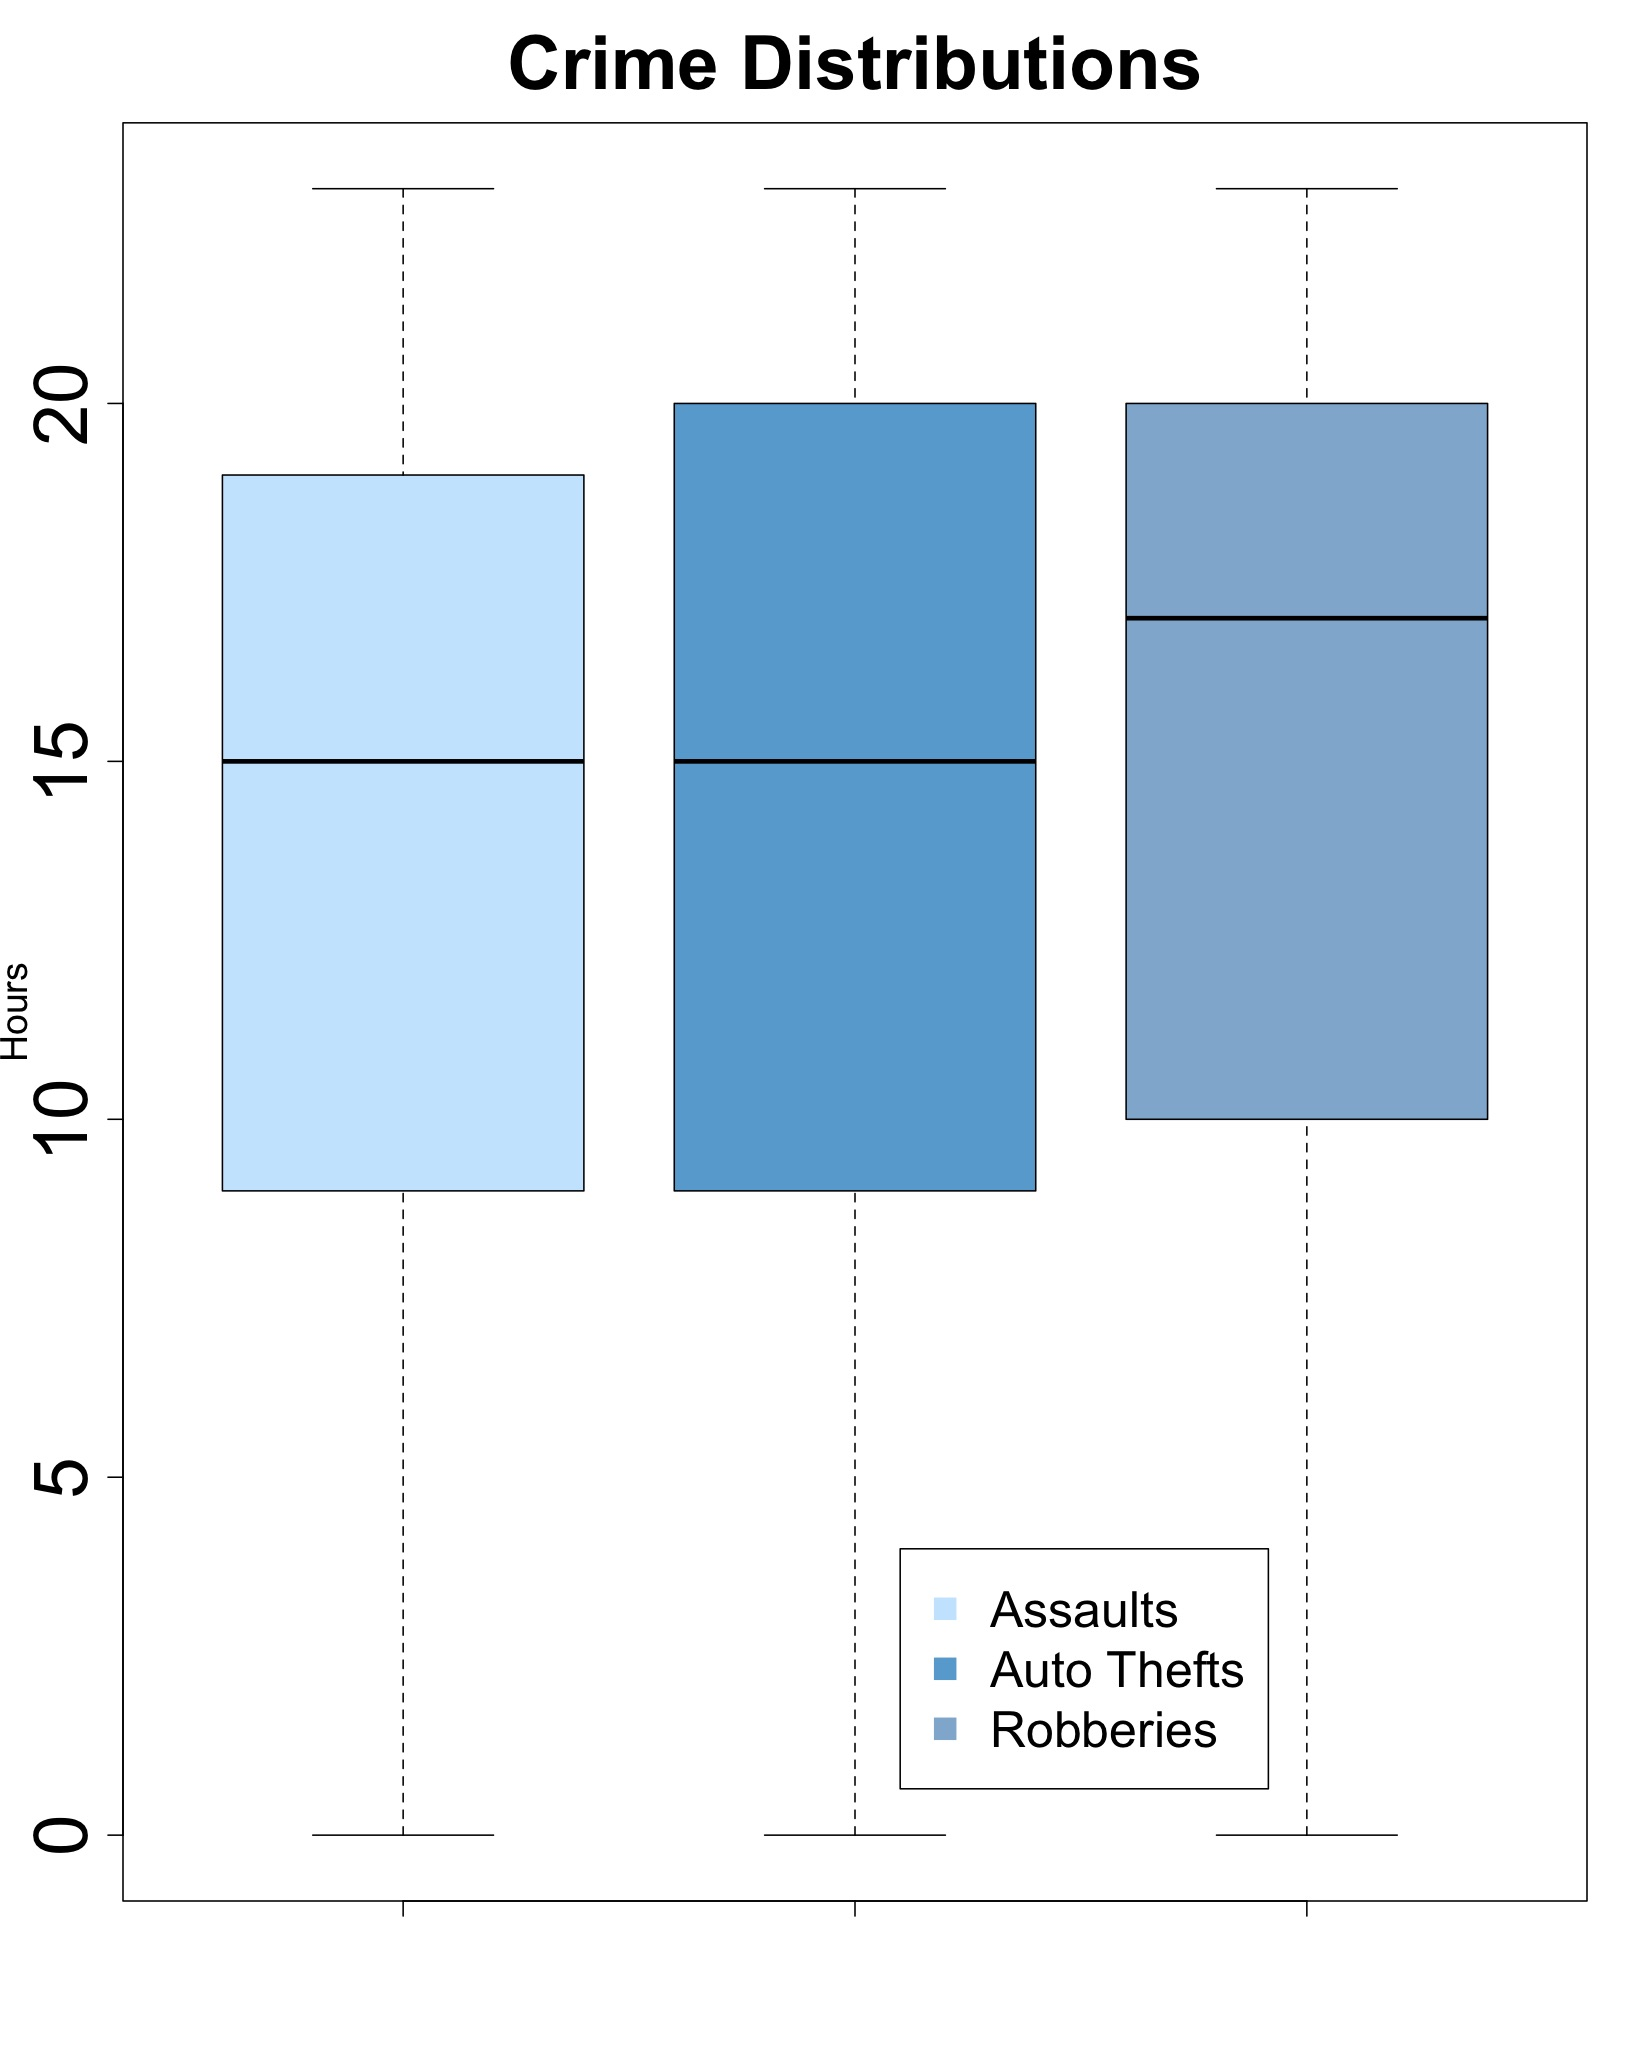 Crime Distributions
20
15
10
5
0
Hours
Assaults
Auto Thefts
Robberies